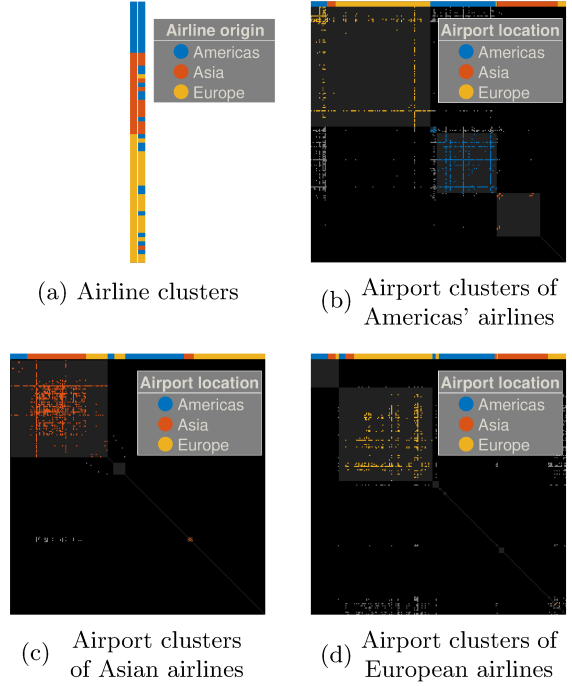 Airline origin
Americas
Asia
Europe
(a) Airline clusters
Airport location
Americas
Asia
Europe
(b) Airport clusters of
Americas' airlines
Airport location
Americas
Asia
Europe
(c) Airport clusters
of Asian airlines
Airport location
Americas
Asia
Europe
(d) Airport clusters of
European airlines